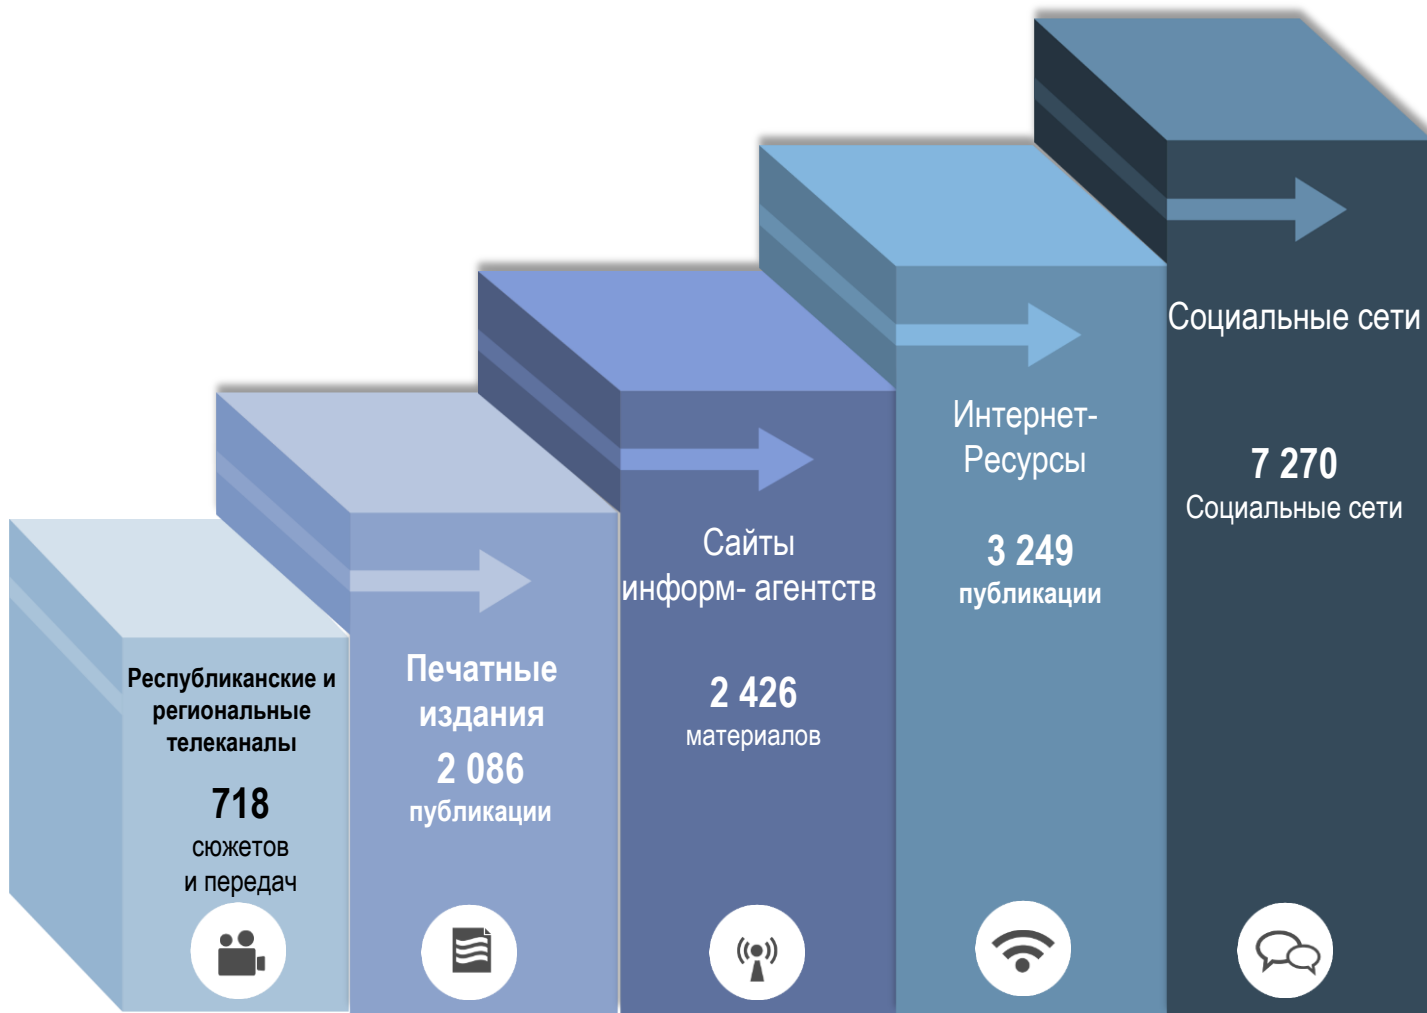 Республиканские и
региональные
телеканалы
718
сюжетов
и передач
Печатные
издания
2 086
публикации
Сайты
информ- агентств
2 426
материалов
Интернет-
Ресурсы
3 249
публикации
Социальные сети
7 270
Социальные сети